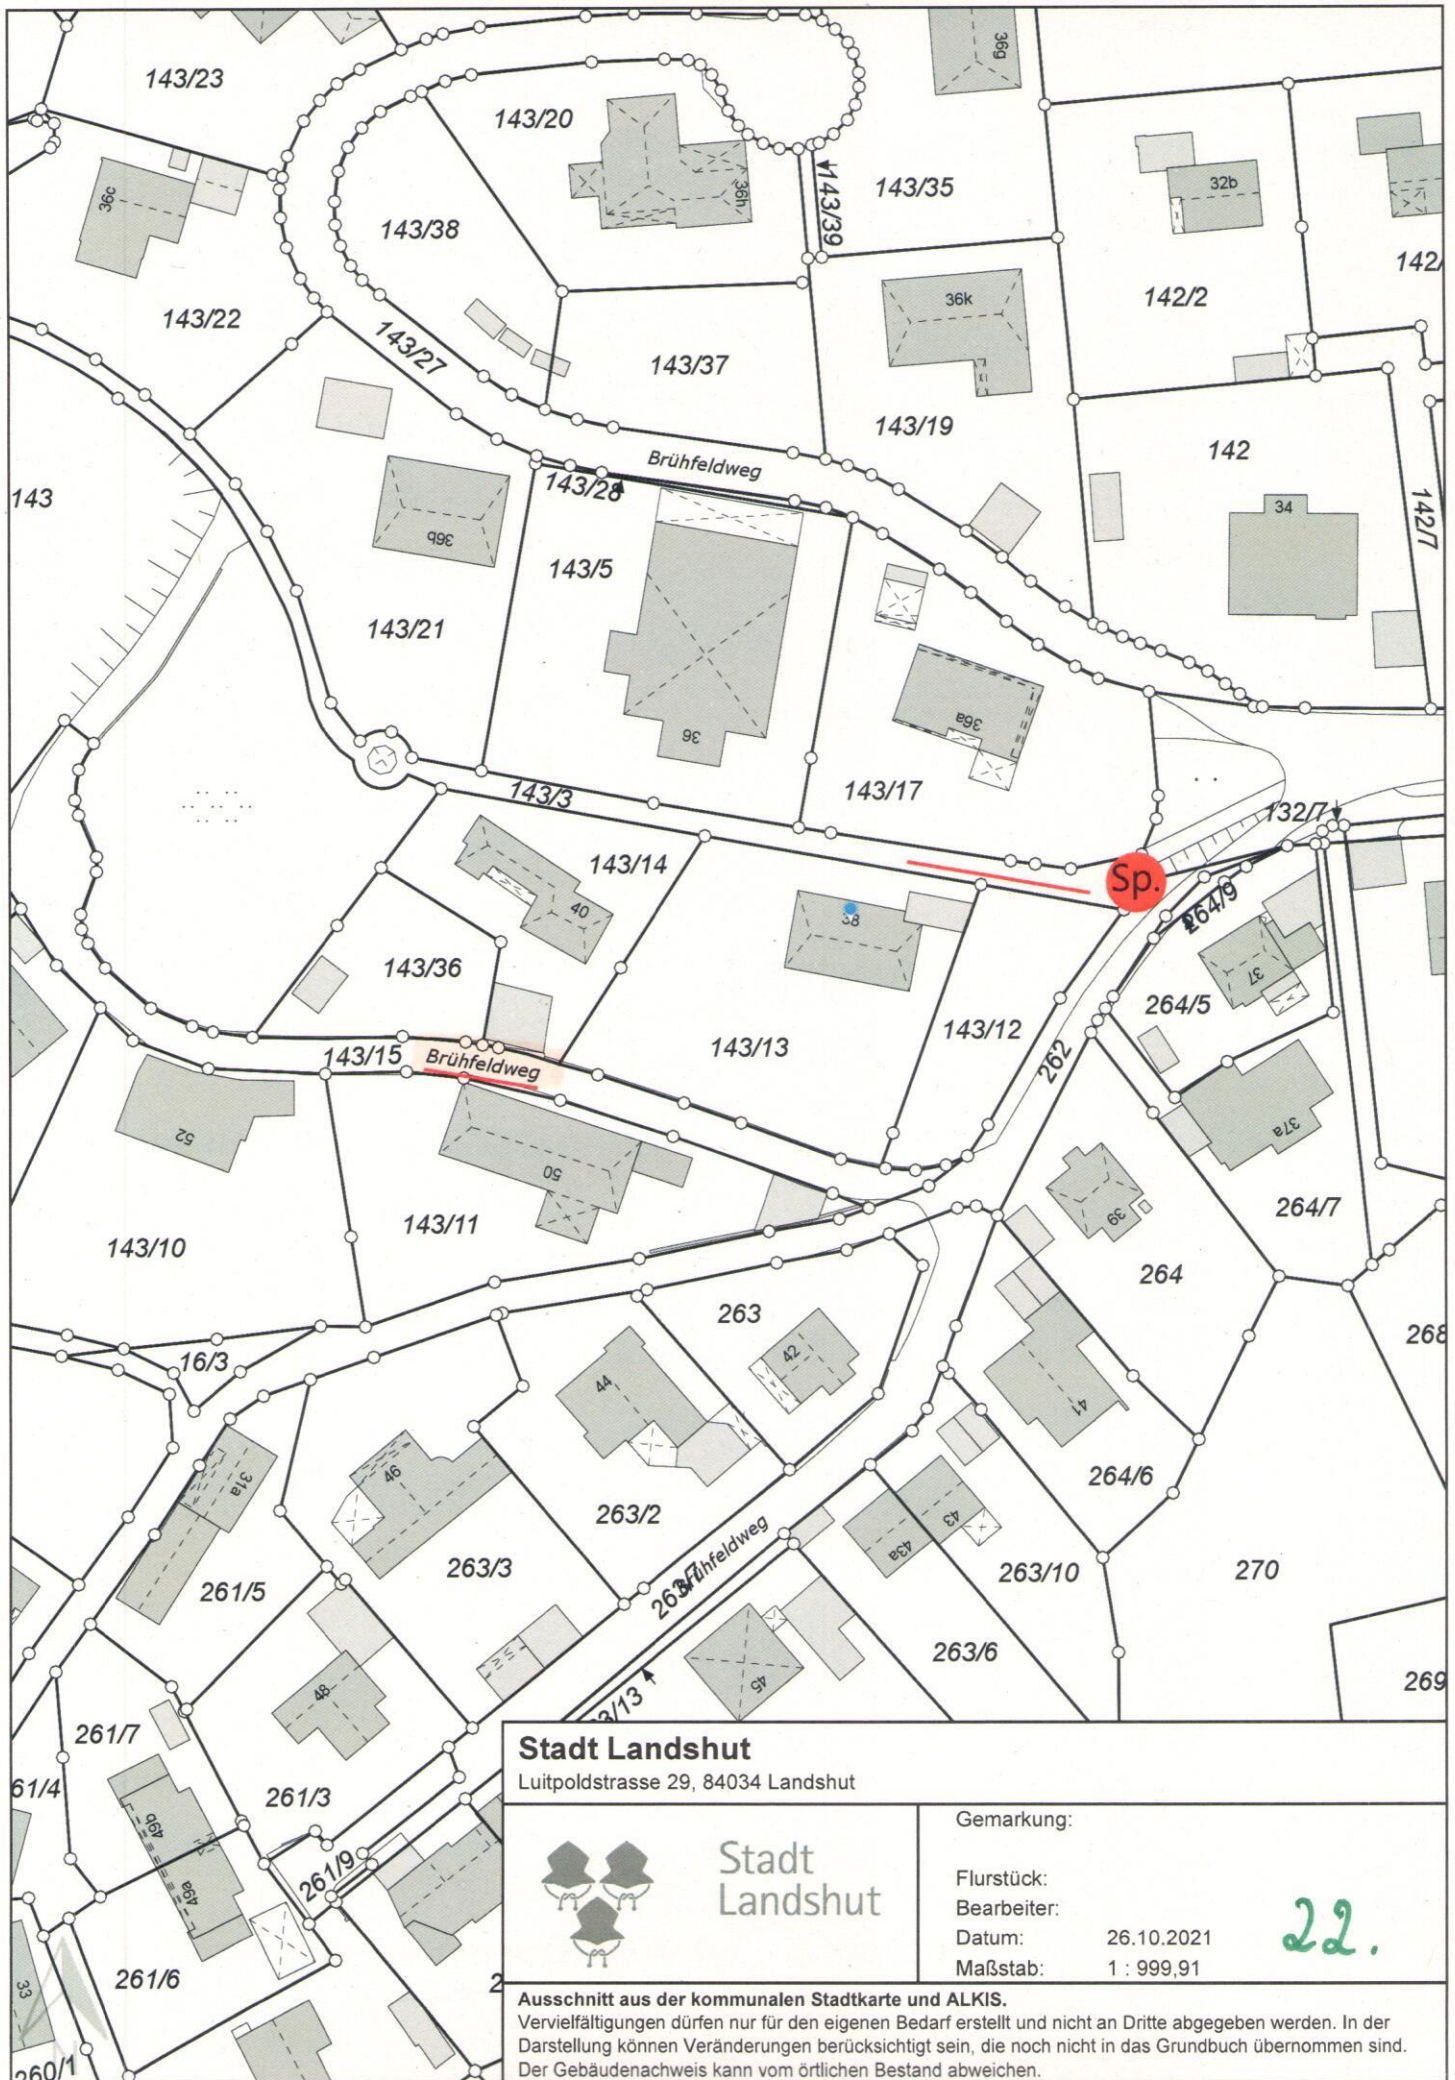 143/23
143/20
36g
36c
36h
143/39
143/35
32b
143/38
142/
143/22
36k
142/2
143/27
143/37
143/19
Brühfeldweg
142
143
143/28
34
142/7
36b
143/5
143/21
36a
36
143/3
143/17
132/7
143/14
Sp.
40
38
264/9
143/36
37
264/5
143/12
143/13
143/15
Brühfeldweg
262
52
37a
50
39
264/7
143/11
143/10
264
263
268
16/3
42
44
41
46
31a
264/6
263/2
43
43a
Brühfeldweg
263/7
263/3
263/10
270
261/5
263/6
45
48
269
3/13
261/7
61/4
261/3
49b
49a
261/9
261/6
33
2
260/1
N
Stadt Landshut
Luitpoldstrasse 29, 84034 Landshut
Stadt
Landshut
Gemarkung:
Flurstück:
Bearbeiter:
Datum: 26.10.2021
Maßstab: 1 : 999,91
22.
Ausschnitt aus der kommunalen Stadtkarte und ALKIS.
Vervielfältigungen dürfen nur für den eigenen Bedarf erstellt und nicht an Dritte abgegeben werden. In der
Darstellung können Veränderungen berücksichtigt sein, die noch nicht in das Grundbuch übernommen sind.
Der Gebäudenachweis kann vom örtlichen Bestand abweichen.